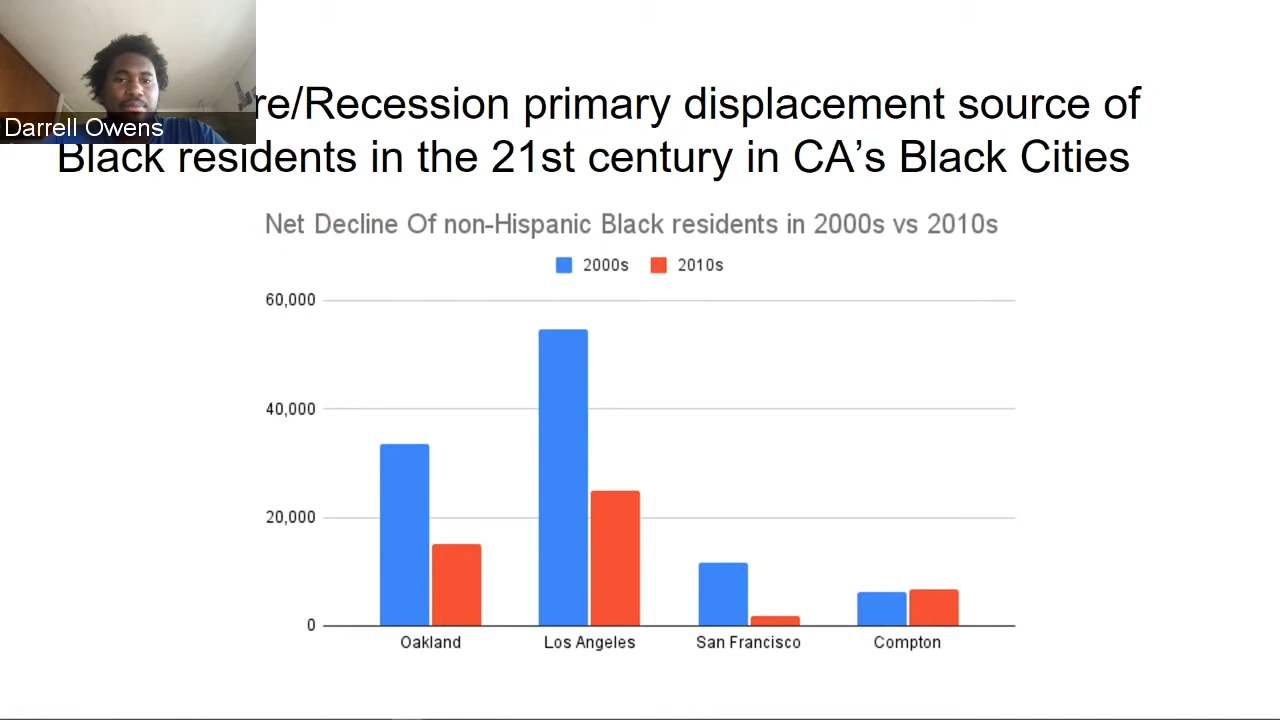 re/Recession primary displacement source of
Darrell Owens
Black residents in the 21st century in CA’s Black Cities
Net Decline Of non-Hispanic Black residents in 2000s vs 2010s
2000s 2010s
60,000
40,000
20,000
0
Oakland Los Angeles San Francisco Compton